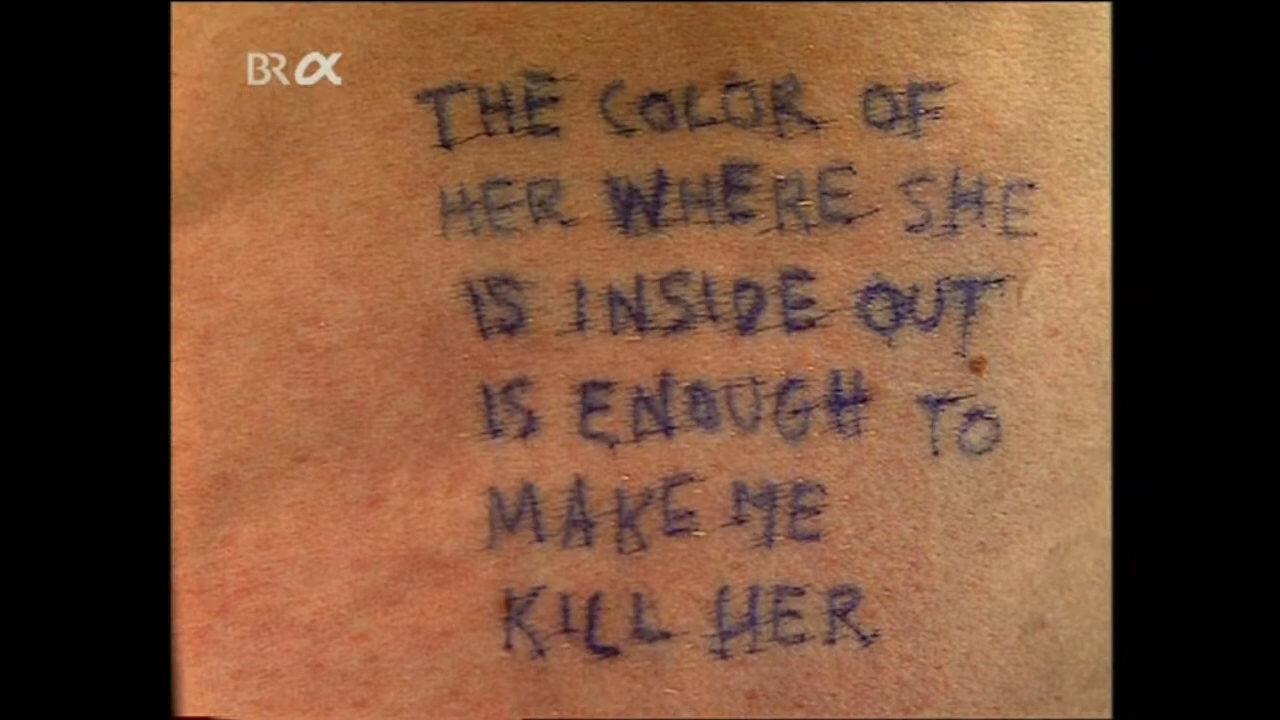 BRα
THE COLOR OF
HER WHERE SHE
IS INSIDE OUT
IS ENOUGH TO
MAKE ME
KILL HER